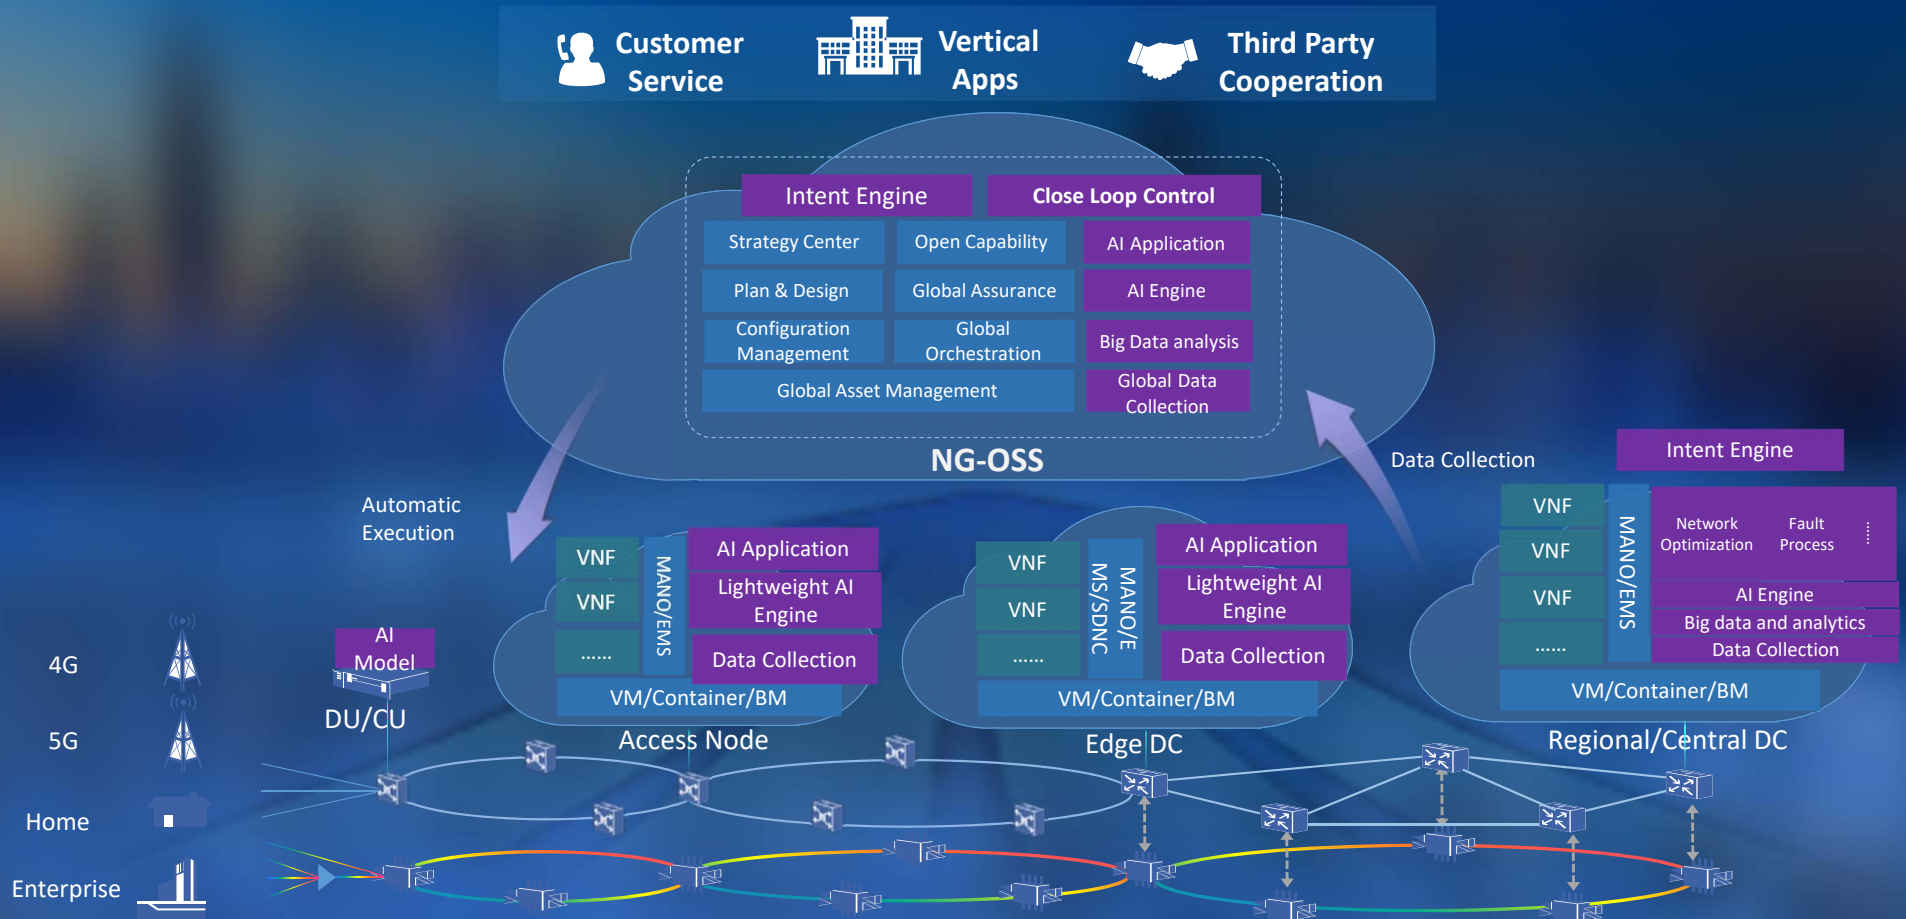 Customer
Service
Vertical
Apps
Third Party
Cooperation
Intent Engine
Close Loop Control
Strategy Center
Open Capability
AI Application
Plan & Design
Global Assurance
AI Engine
Configuration
Management
Global
Orchestration
Big Data analysis
Global Asset Management
Global Data
Collection
NG-OSS
Automatic
Execution
Data Collection
Intent Engine
VNF
VNF
......
MANO/EMS
AI Application
Lightweight AI
Engine
Data Collection
VM/Container/BM
Access Node
VNF
VNF
......
MANO/E
MS/SDNC
AI Application
Lightweight AI
Engine
Data Collection
VM/Container/BM
Edge DC
VNF
VNF
VNF
......
MANO/EMS
Network
Optimization
Fault
Process
......
AI Engine
Big data and analytics
Data Collection
VM/Container/BM
Regional/Central DC
AI
Model
DU/CU
4G
5G
Home
Enterprise